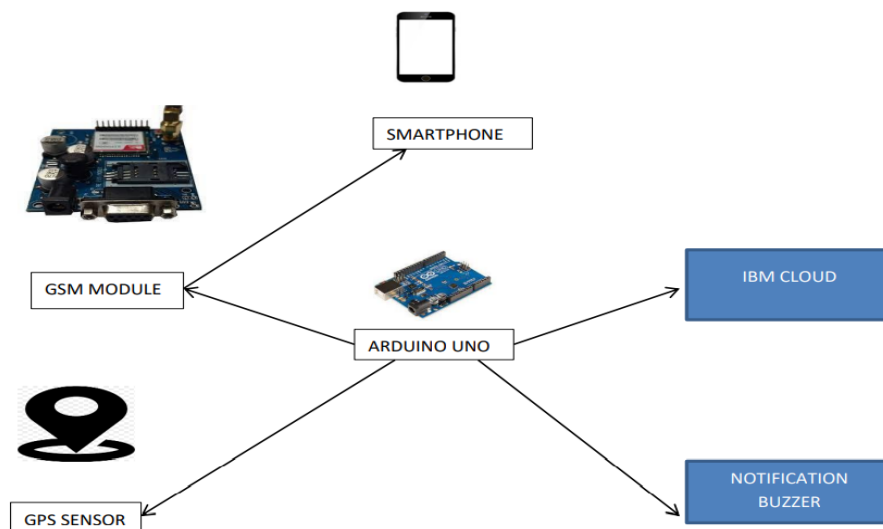 SMARTPHONE
GSM MODULE
IBM CLOUD
ARDUINO UNO
NOTIFICATION
BUZZER
GPS SENSOR